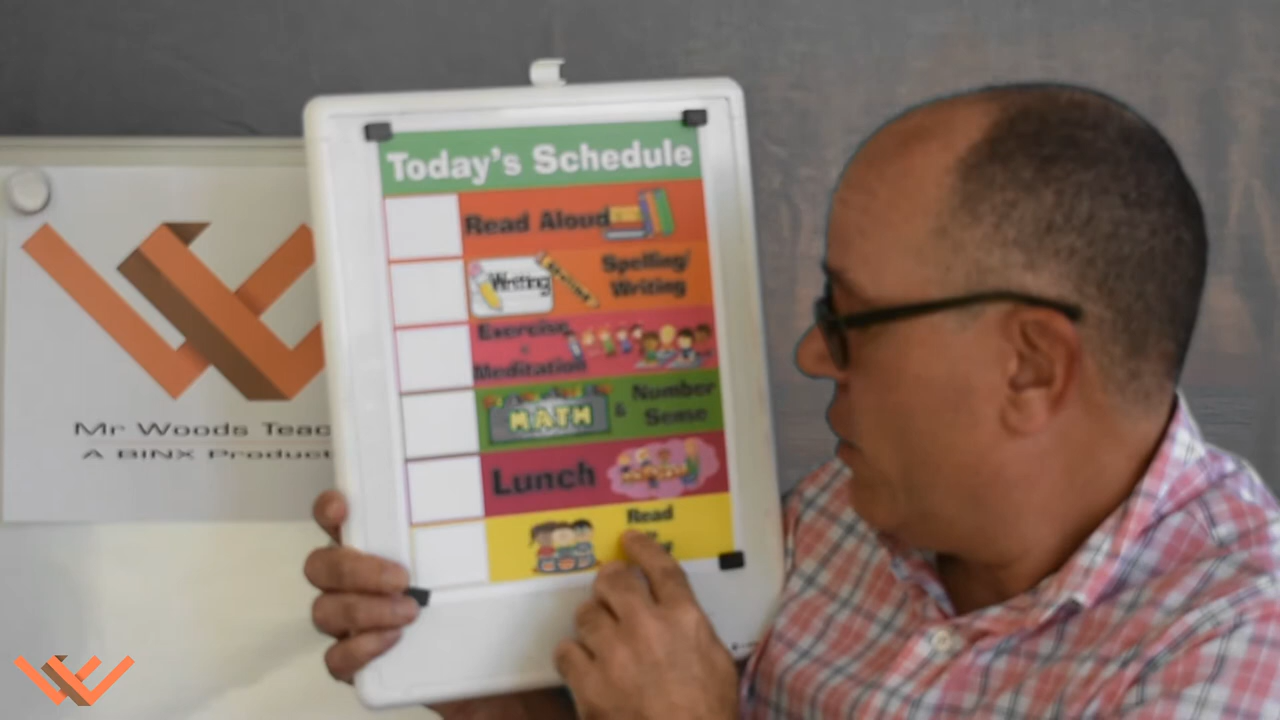 Today's Schedule
Read Aloud
Writing
Spelling/
Writing
Exercise
+
Meditation
MATH
&
Number
Sense
Lunch
Read
Mr Woods Teac
A BINX Product